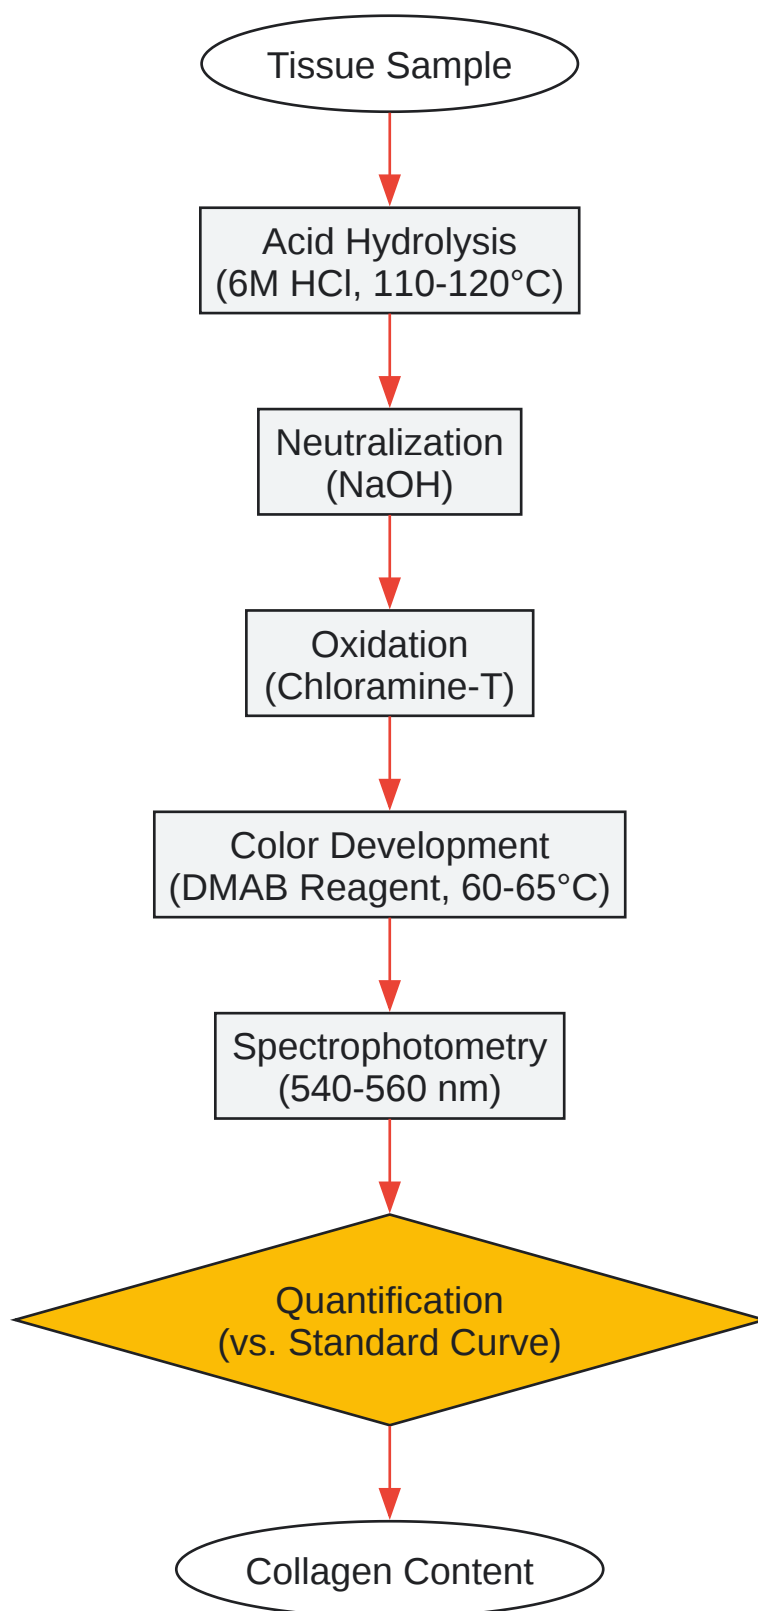 Tissue Sample
Acid Hydrolysis
(6M HCl, 110-120°C)
Neutralization
(NaOH)
Oxidation
(Chloramine-T)
Color Development
(DMAB Reagent, 60-65°C)
Spectrophotometry
(540-560 nm)
Quantification
(vs. Standard Curve)
Collagen Content